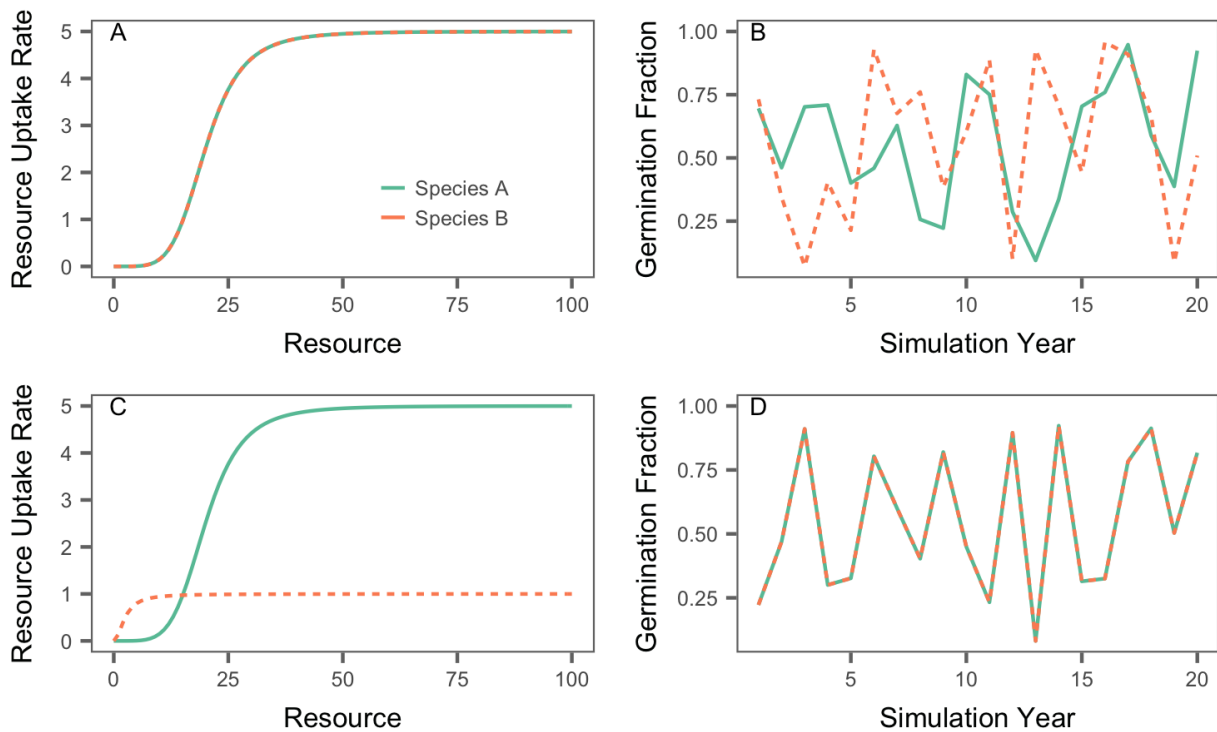 A
Resource Uptake Rate
5
4
3
2
1
0
Species A
Species B
0 25 50 75 100
Resource
B
Germination Fraction
1.00
0.75
0.50
0.25
5 10 15 20
Simulation Year
C
Resource Uptake Rate
5
4
3
2
1
0
0 25 50 75 100
Resource
D
Germination Fraction
1.00
0.75
0.50
0.25
5 10 15 20
Simulation Year